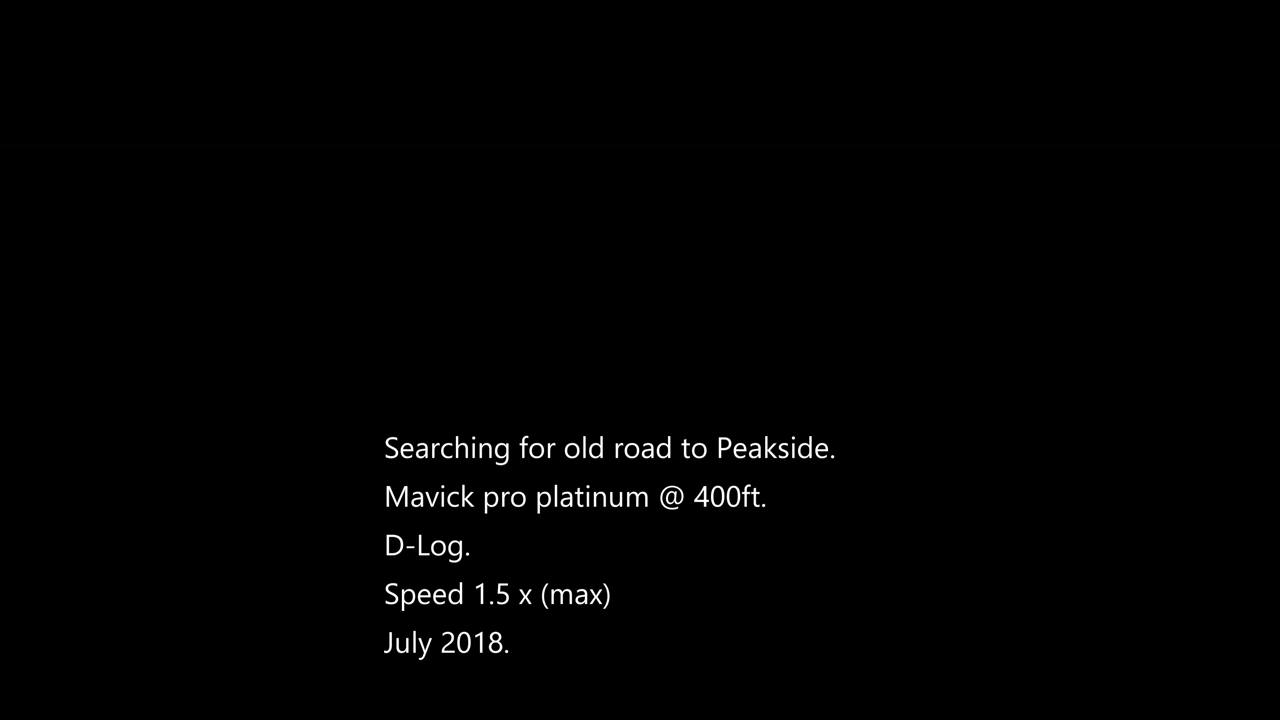 Searching for old road to Peakside.
Mavick pro platinum @ 400ft.
D-Log.
Speed 1.5 x (max)
July 2018.